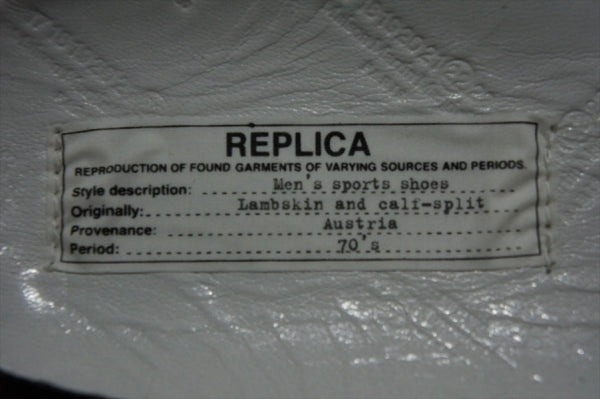 REPLICA
REPRODUCTION OF FOUND GARMENTS OF VARYING SOURCES AND PERIODS.
Style description: Men's sports shoes
Originally: Lambskin and calf-split
Provenance: Austria
Period: 70's